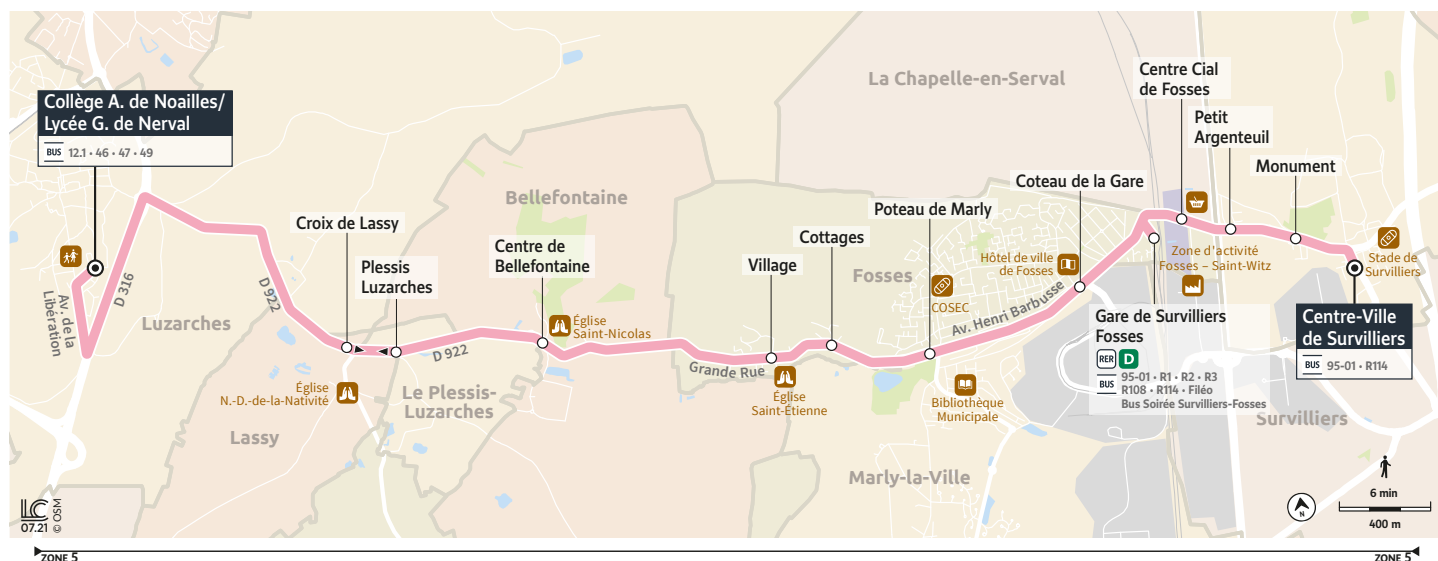 Collège A. de Noailles/
Lycée G. de Nerval
BUS 12.1 • 46 • 47 • 49
Av. de la
Libération
D 316
Luzarches
D 922
Croix de Lassy
Plessis
Luzarches
Église
N.-D.-de-la-Nativité
Lassy
D 922
Le Plessis-
Luzarches
Bellefontaine
Centre de
Bellefontaine
Église
Saint-Nicolas
Grande Rue
Village
Église
Saint-Étienne
Cottages
Fosses
Poteau de Marly
COSEC
Bibliothèque
Municipale
Marly-la-Ville
Av. Henri Barbusse
La Chapelle-en-Serval
Coteau de la Gare
Hôtel de ville
de Fosses
Centre Cial
de Fosses
Petit
Argenteuil
Monument
Zone d'activité
Fosses – Saint-Witz
Gare de Survilliers
Fosses
RER D
BUS 95-01 • R1 • R2 • R3
R108 • R114 • Filéo
Bus Soirée Survilliers-Fosses
Stade de
Survilliers
Centre-Ville
de Survilliers
BUS 95-01 • R114
Survilliers
6 min
400 m
N
LC
07.21 © OSM
ZONE 5
ZONE 5